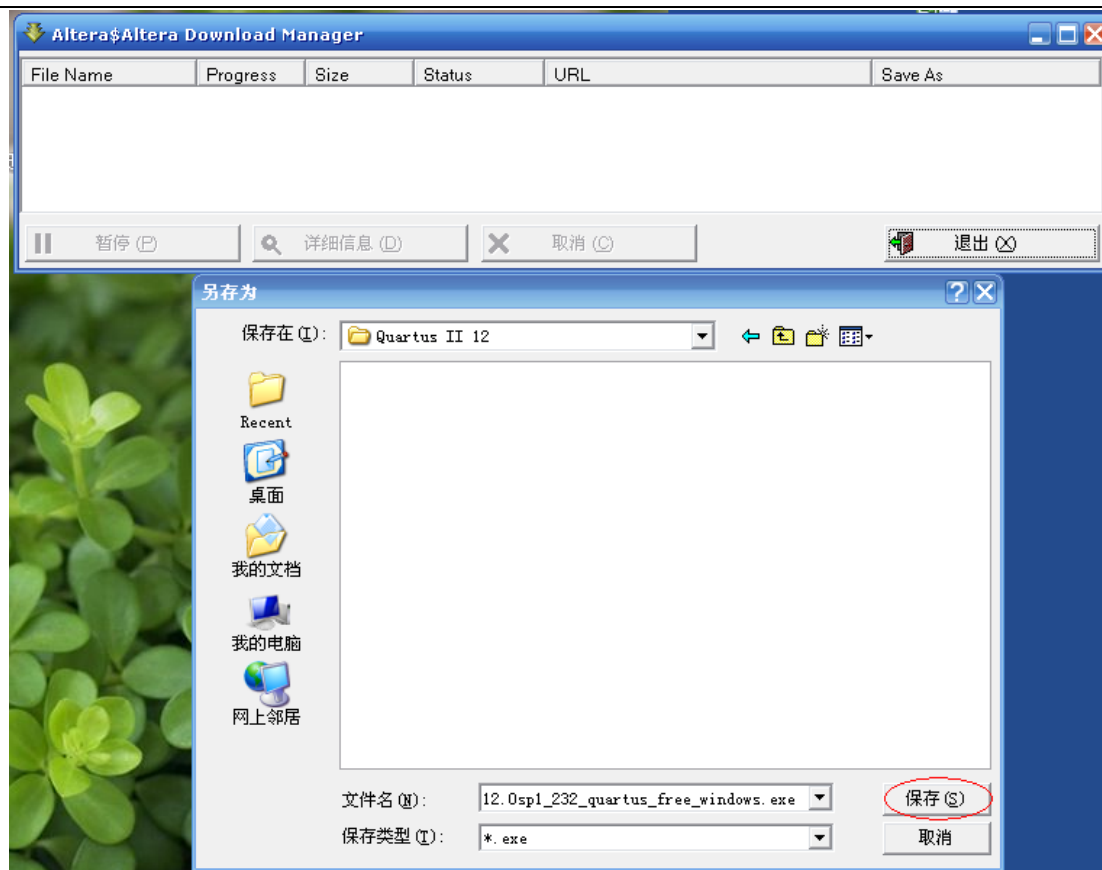 Altera$Altera Download Manager
File Name Progress Size Status URL Save As
暂停(P) 详细信息(D) 取消(C) 退出(X)
另存为
保存在(I): Quartus II 12
Recent
桌面
我的文档
我的电脑
网上邻居
文件名(N): 12.0sp1_232_quartus_free_windows.exe 保存(S)
保存类型(T): *.exe 取消